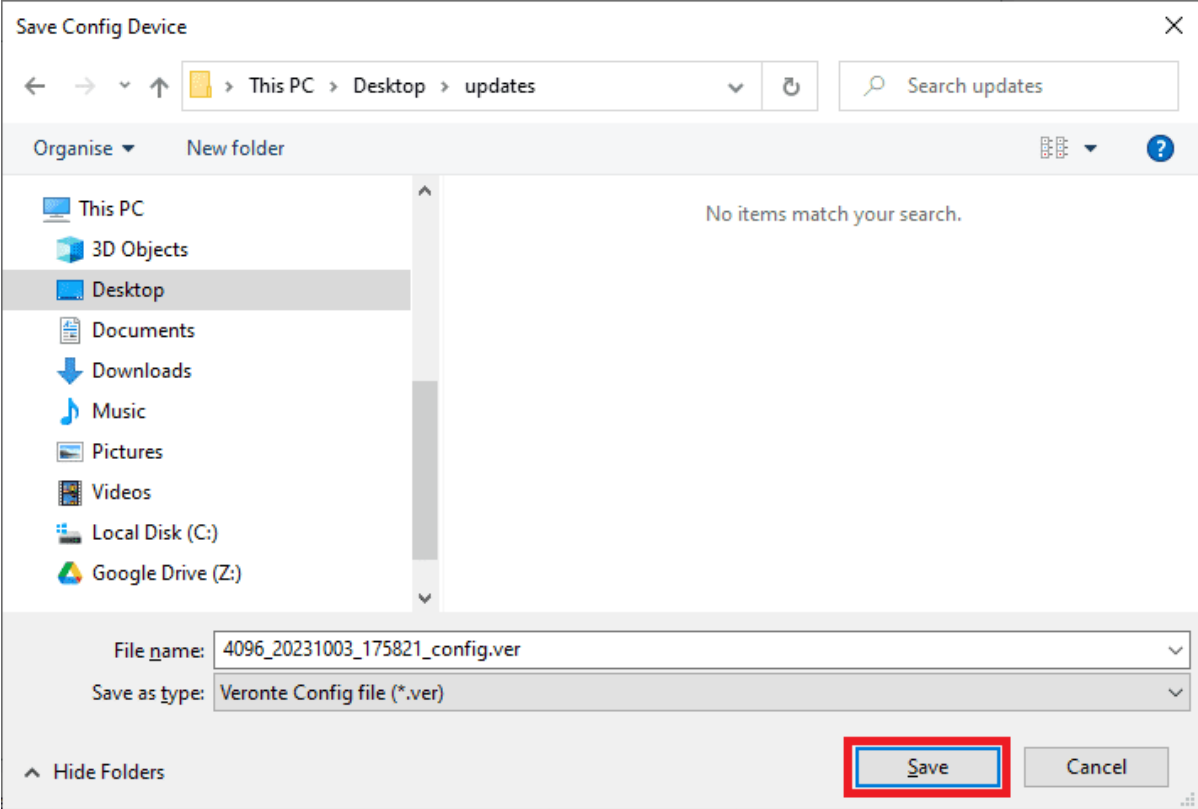 Save Config Device
This PC > Desktop > updates
Search updates
Organise
New folder
?
This PC
3D Objects
Desktop
Documents
Downloads
Music
Pictures
Videos
Local Disk (C:)
Google Drive (Z:)
No items match your search.
File name: 4096_20231003_175821_config.ver
Save as type: Veronte Config file (*.ver)
Hide Folders
Save
Cancel